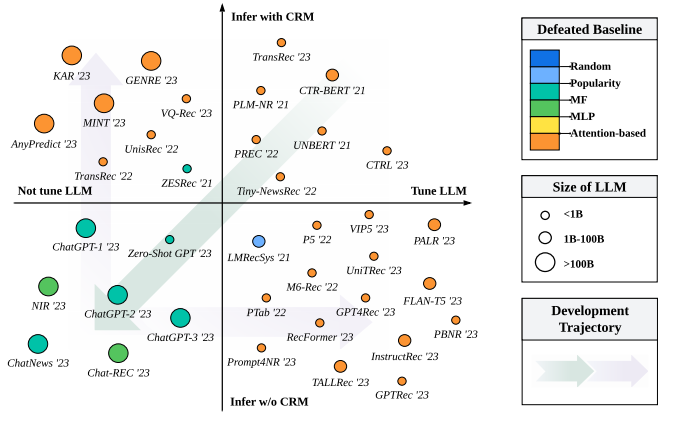 Infer with CRM
TransRec '23
KAR '23
GENRE '23
CTR-BERT '21
PLM-NR '21
VQ-Rec '23
MINT '23
AnyPredict '23
UnisRec '22
PREC '22
UNBERT '21
CTRL '23
TransRec '22
ZESRec '21
Tiny-NewsRec '22
Not tune LLM
Tune LLM
ChatGPT-1 '23
Zero-Shot GPT '23
LMRecSys '21
P5 '22
VIP5 '23
PALR '23
UniTRec '23
M6-Rec '22
NIR '23
ChatGPT-2 '23
PTab '22
GPT4Rec '23
FLAN-T5 '23
ChatGPT-3 '23
RecFormer '23
PBNR '23
ChatNews '23
Chat-REC '23
Prompt4NR '23
InstructRec '23
TALLRec '23
GPTRec '23
Infer w/o CRM
Defeated Baseline
Random
Popularity
MF
MLP
Attention-based
Size of LLM
<1B
1B-100B
>100B
Development
Trajectory